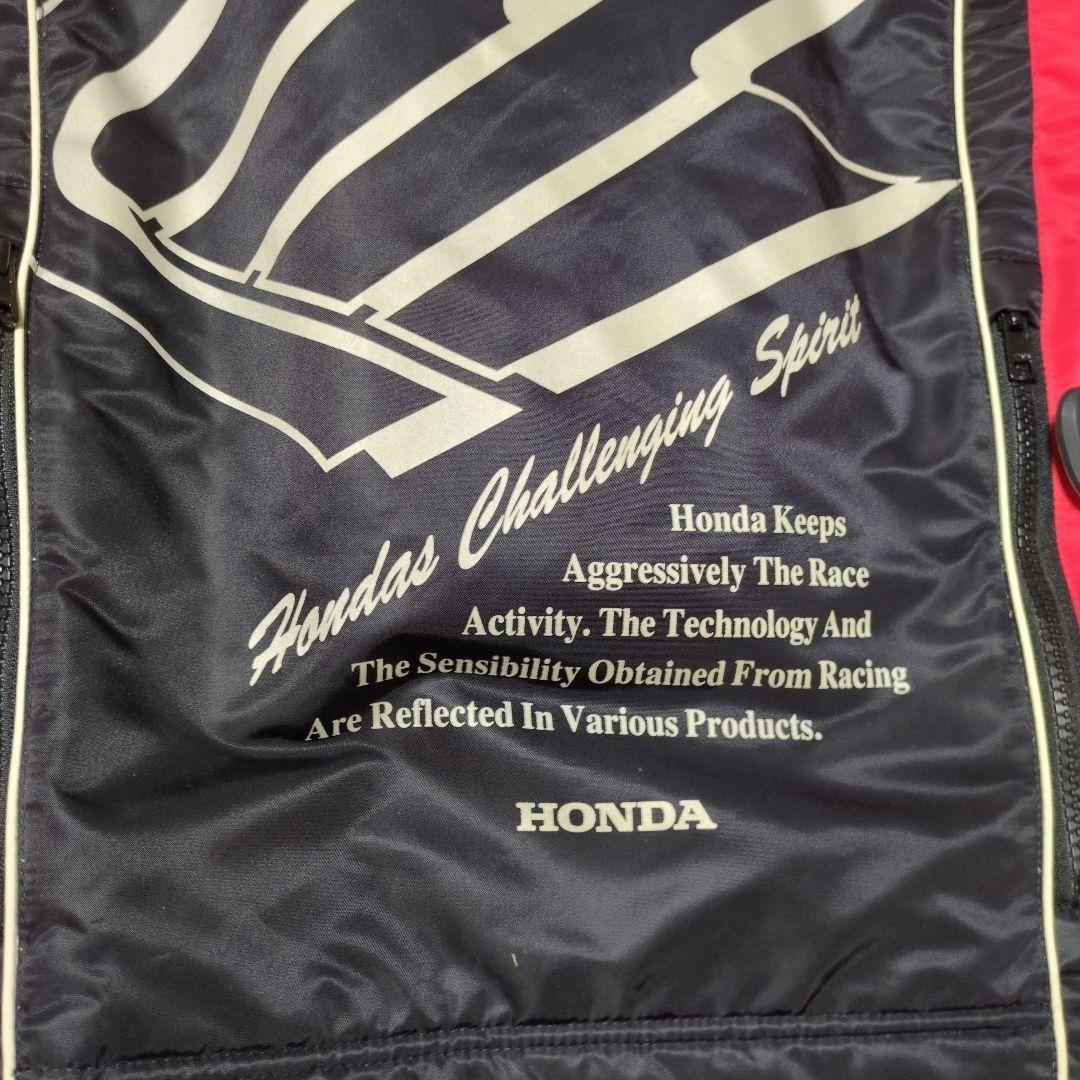 Hondas Challenging Spirit
Honda Keeps
Aggressively The Race
Activity. The Technology And
The Sensibility Obtained From Racing
Are Reflected In Various Products.
HONDA